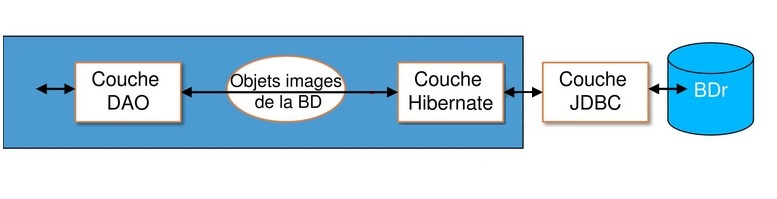 Couche
DAO
Objets images
de la BD
Couche
Hibernate
Couche
JDBC
BDr